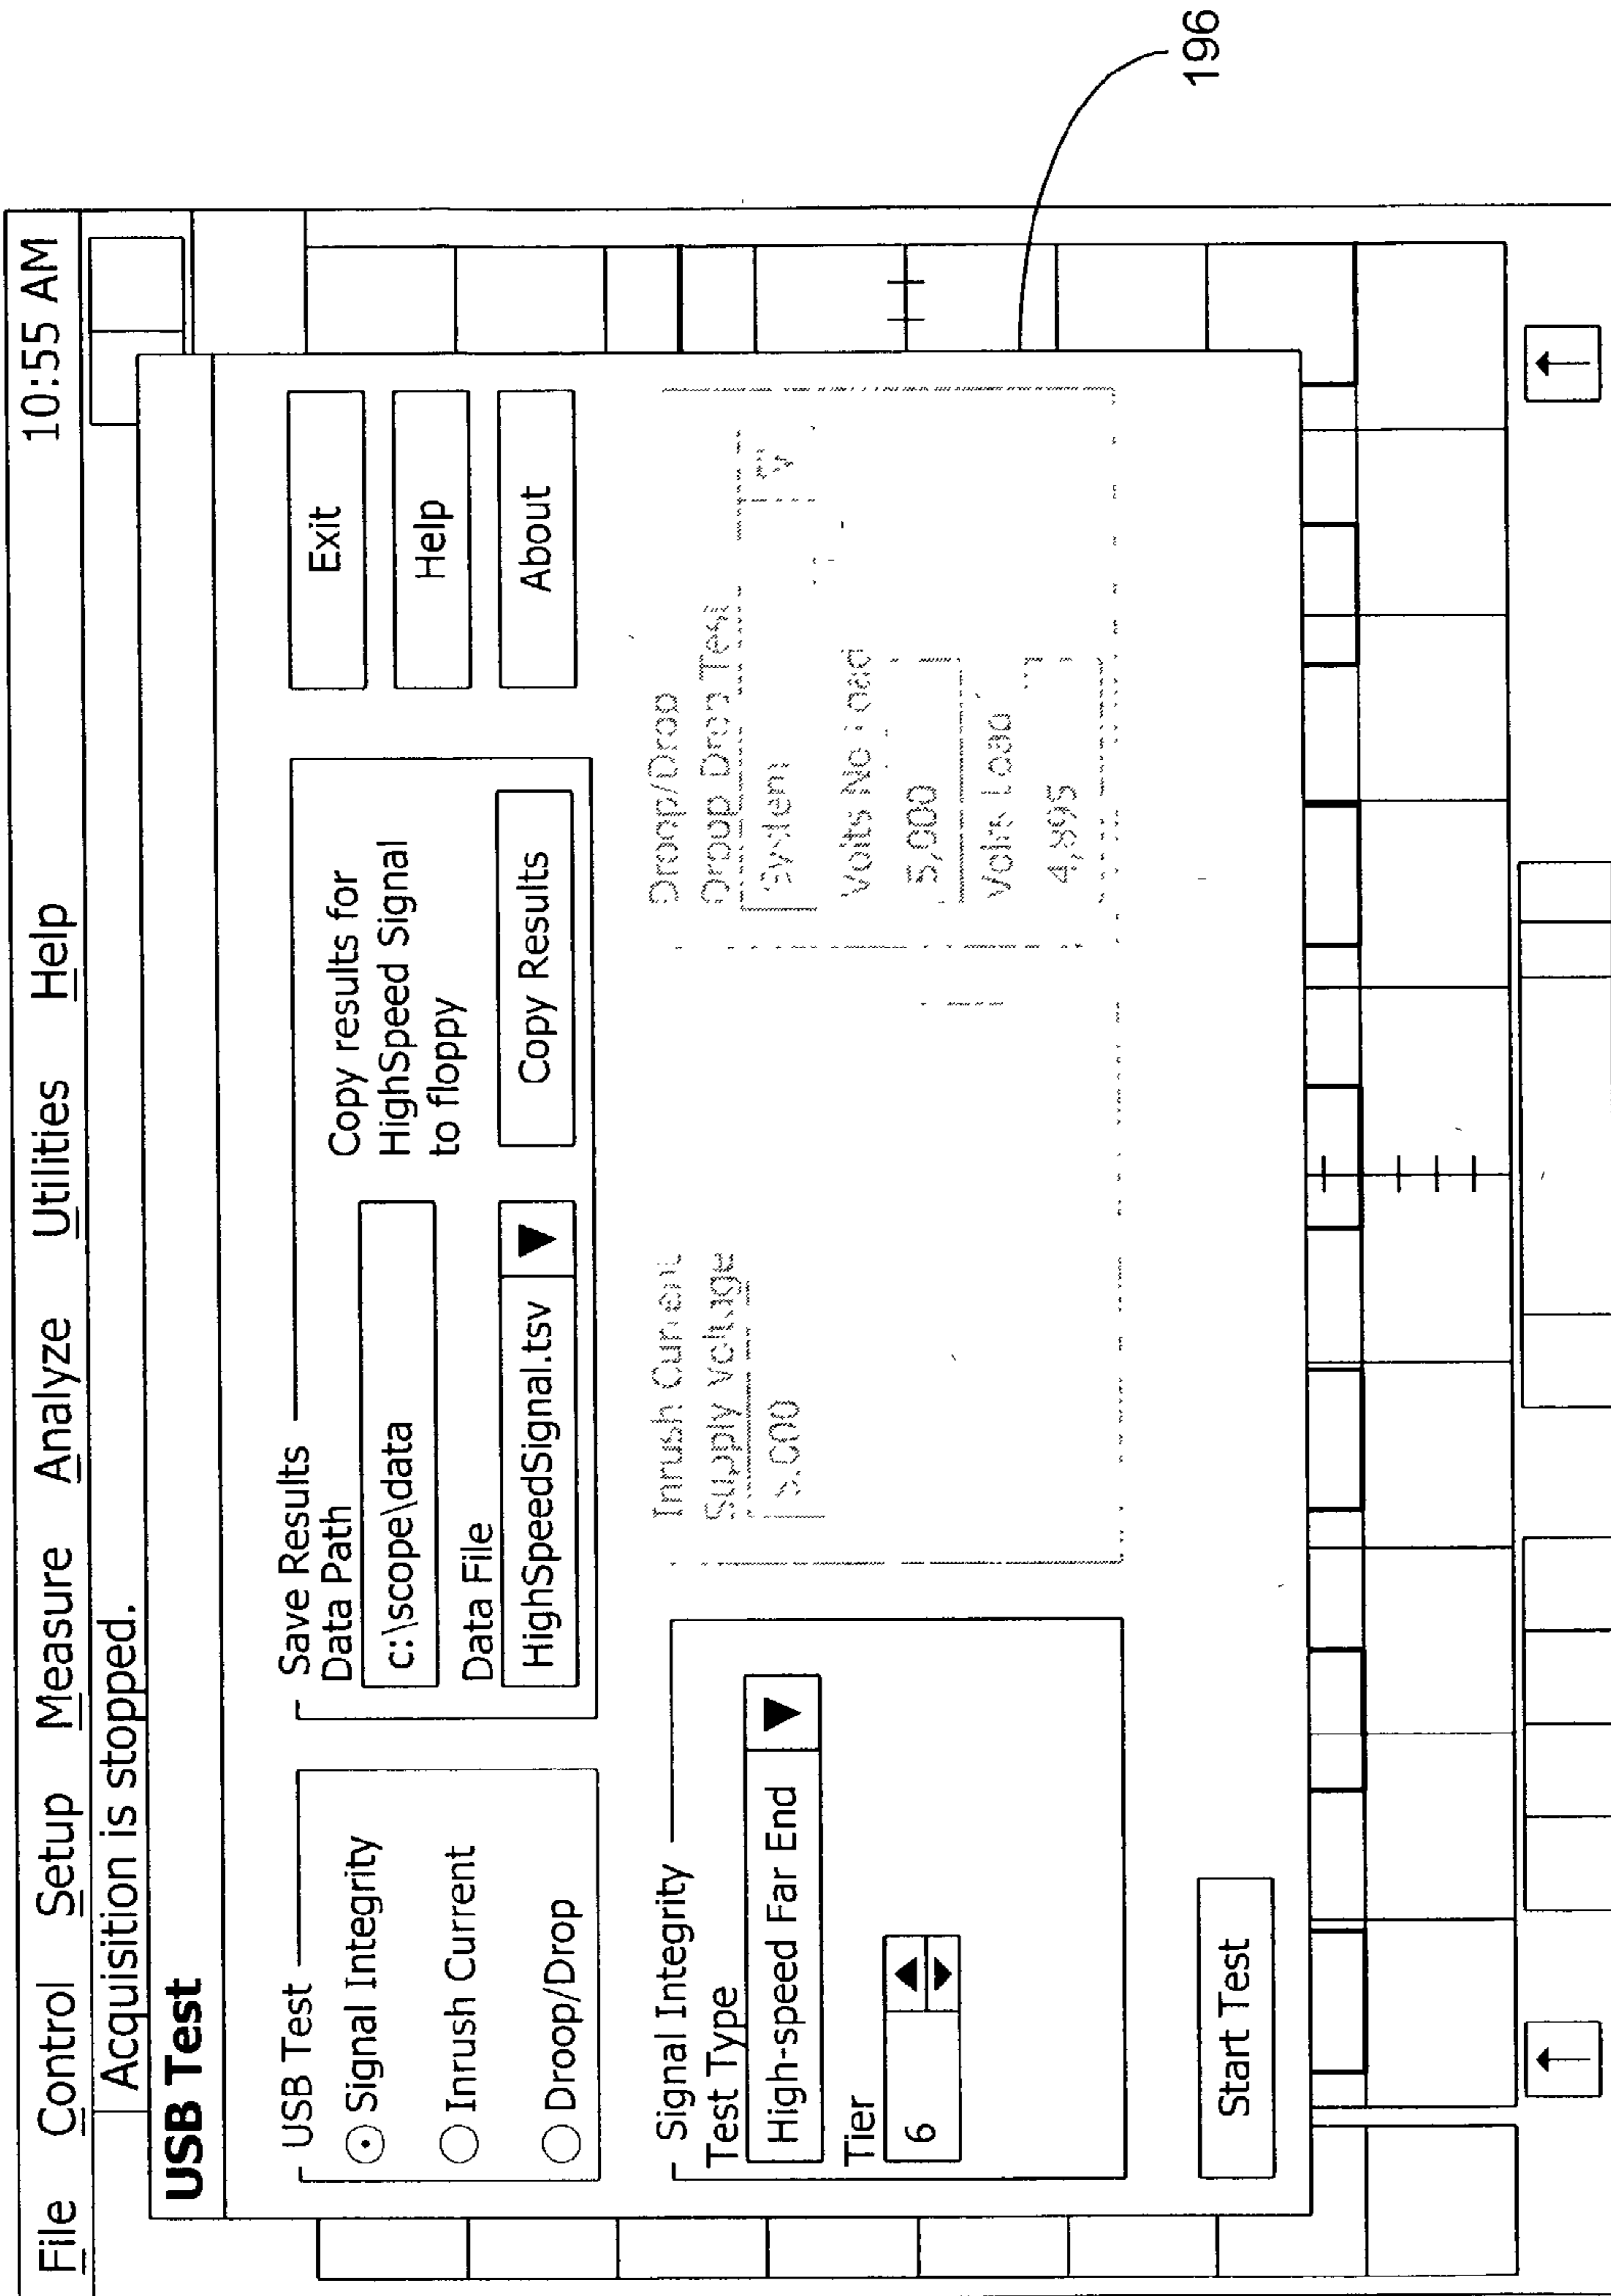 File Control Setup Measure Analyze Utilities Help 10:55 AM
Acquisition is stopped.
USB Test
USB Test
Signal Integrity
Inrush Current
Droop/Drop
Save Results
Data Path
c:\scope\data
Data File
HighSpeedSignal.tsv
Copy results for
HighSpeed Signal
to floppy
Copy Results
Exit
Help
About
Signal Integrity
Test Type
High-speed Far End
Tier
6
Inrush Current
Supply Voltage
5.000
Droop/Drop
Droop Drop Test
System
Volts No Load
5,000
Volts Load
4,995
Start Test
196